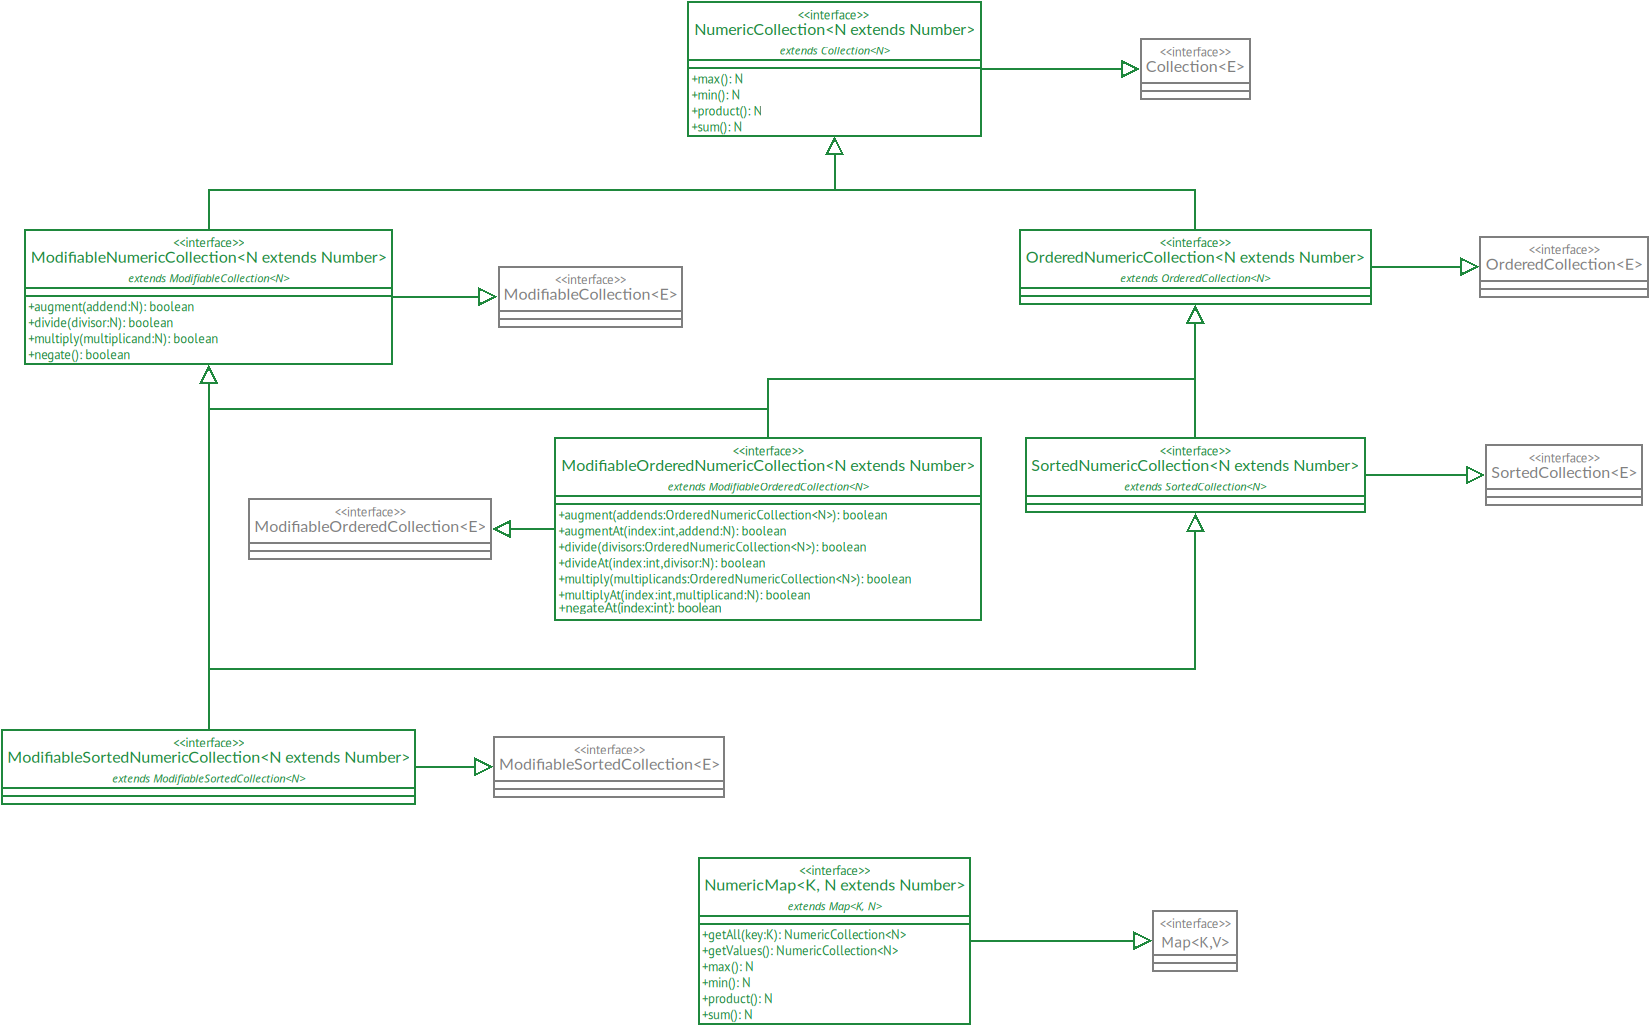 <<interface>>
NumericCollection<N extends Number>
extends Collection<N>
+max(): N
+min(): N
+product(): N
+sum(): N
<<interface>>
Collection<E>
<<interface>>
ModifiableNumericCollection<N extends Number>
extends ModifiableCollection<N>
+augment(addend:N): boolean
+divide(divisor:N): boolean
+multiply(multiplicand:N): boolean
+negate(): boolean
<<interface>>
ModifiableCollection<E>
<<interface>>
OrderedNumericCollection<N extends Number>
extends OrderedCollection<N>
<<interface>>
OrderedCollection<E>
<<interface>>
ModifiableOrderedCollection<E>
<<interface>>
ModifiableOrderedNumericCollection<N extends Number>
extends ModifiableOrderedCollection<N>
+augment(addends:OrderedNumericCollection<N>): boolean
+augmentAt(index:int,addend:N): boolean
+divide(divisors:OrderedNumericCollection<N>): boolean
+divideAt(index:int,divisor:N): boolean
+multiply(multiplicands:OrderedNumericCollection<N>): boolean
+multiplyAt(index:int,multiplicand:N): boolean
+negateAt(index:int): boolean
<<interface>>
SortedNumericCollection<N extends Number>
extends SortedCollection<N>
<<interface>>
SortedCollection<E>
<<interface>>
ModifiableSortedNumericCollection<N extends Number>
extends ModifiableSortedCollection<N>
<<interface>>
ModifiableSortedCollection<E>
<<interface>>
NumericMap<K, N extends Number>
extends Map<K, N>
+getAll(key:K): NumericCollection<N>
+getValues(): NumericCollection<N>
+max(): N
+min(): N
+product(): N
+sum(): N
<<interface>>
Map<K,V>